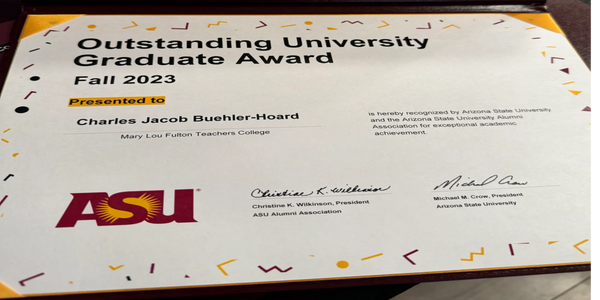 Outstanding University
Graduate Award
Fall 2023
Presented to
Charles Jacob Buehler-Hoard
Mary Lou Fulton Teachers College
is hereby recognized by Arizona State University
and the Arizona State University Alumni
Association for exceptional academic
achievement.
ASU®
Christine K. Wilkinson
Christine K. Wilkinson, President
ASU Alumni Association
Michael Crow
Michael M. Crow, President
Arizona State University